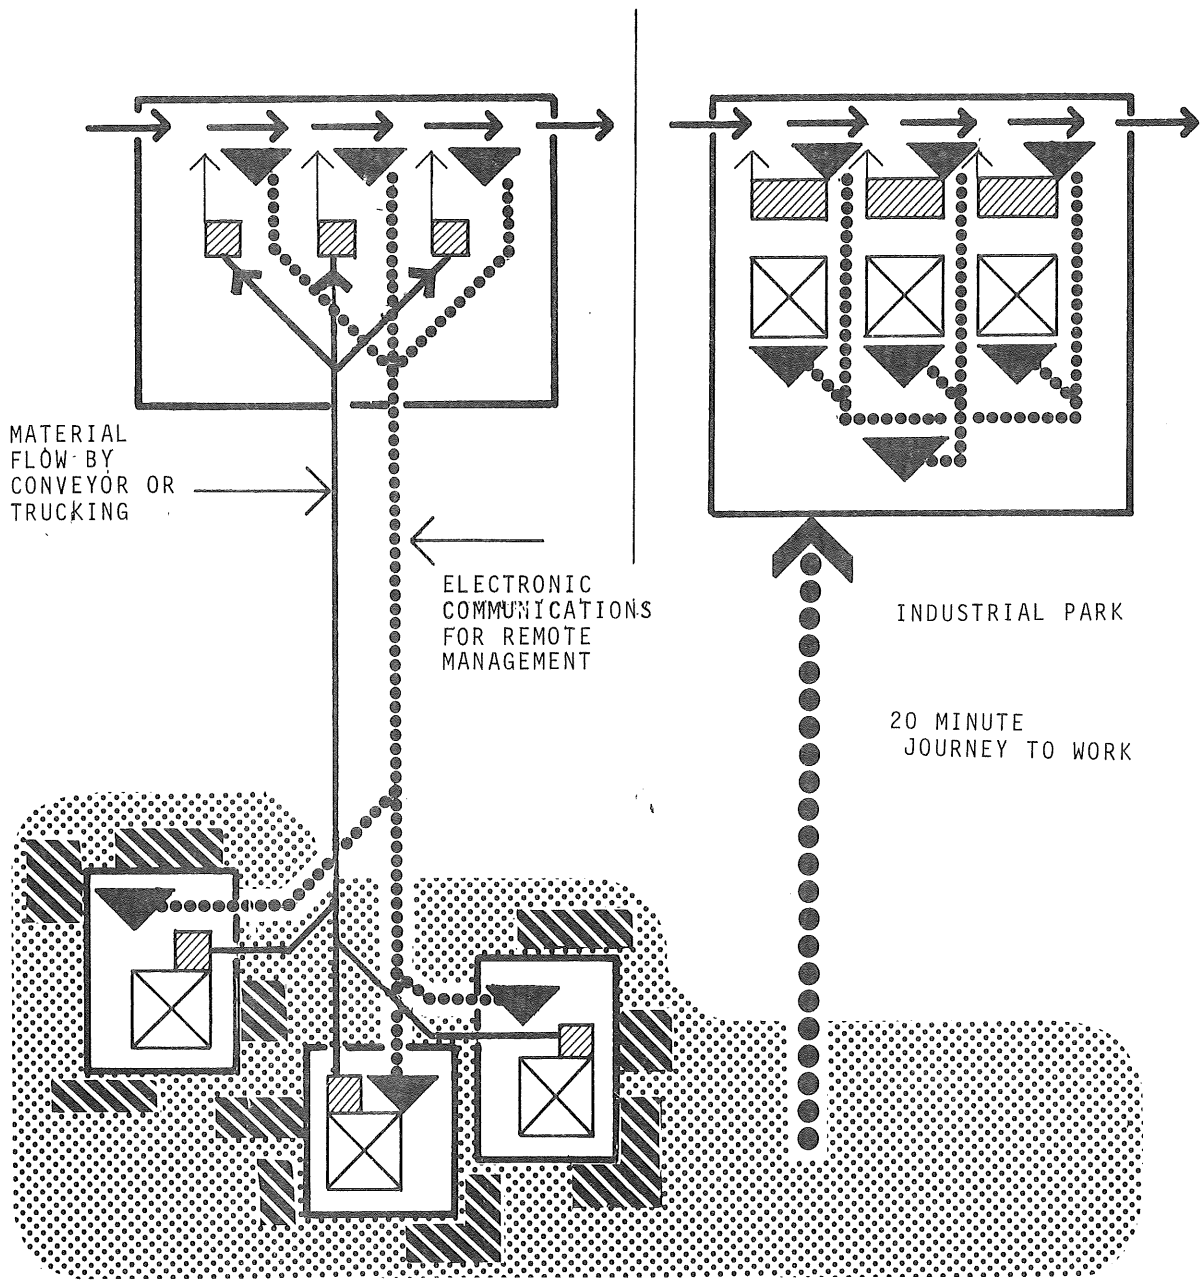 MATERIAL
FLOW BY
CONVEYOR OR
TRUCKING
ELECTRONIC
COMMUNICATIONS
FOR REMOTE
MANAGEMENT
INDUSTRIAL PARK
20 MINUTE
JOURNEY TO WORK